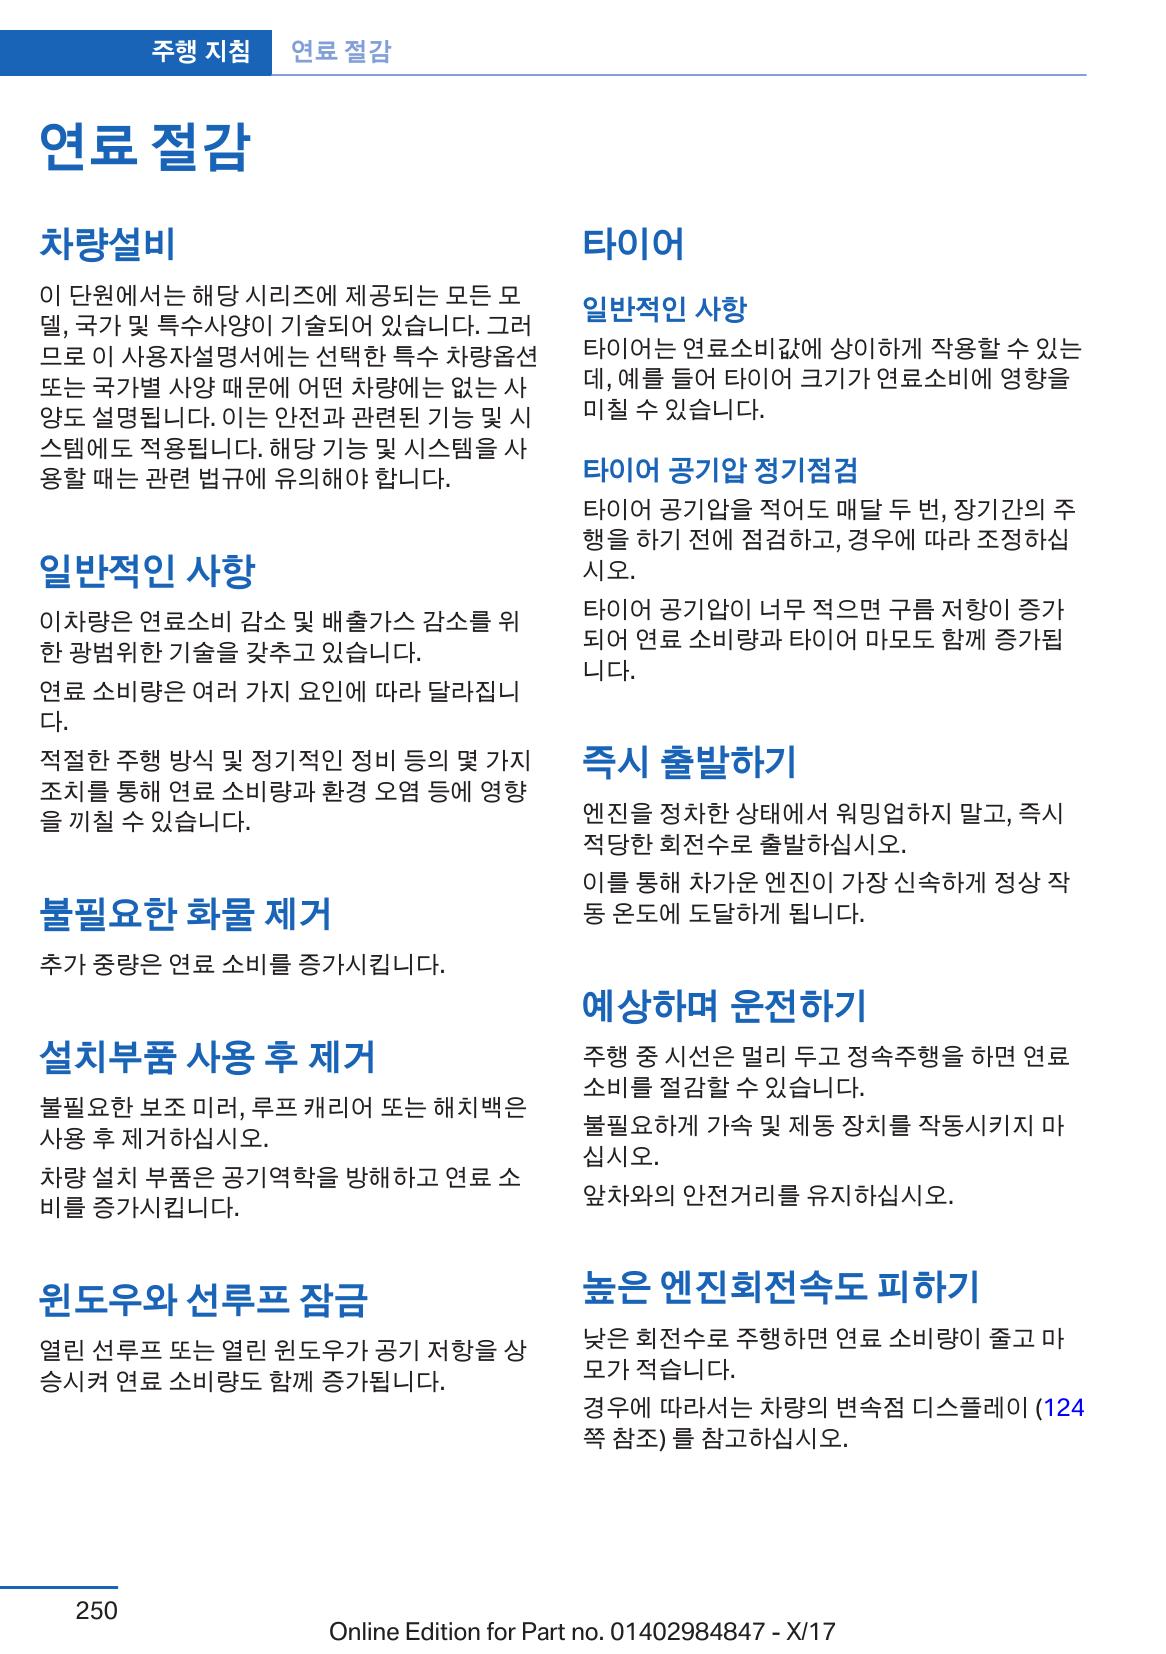 주행 지침 연료 절감
연료 절감
차량설비
이 단원에서는 해당 시리즈에 제공되는 모든 모
델, 국가 및 특수사양이 기술되어 있습니다. 그러
므로 이 사용자설명서에는 선택한 특수 차량옵션
또는 국가별 사양 때문에 어떤 차량에는 없는 사
양도 설명됩니다. 이는 안전과 관련된 기능 및 시
스템에도 적용됩니다. 해당 기능 및 시스템을 사
용할 때는 관련 법규에 유의해야 합니다.
일반적인 사항
이차량은 연료소비 감소 및 배출가스 감소를 위
한 광범위한 기술을 갖추고 있습니다.
연료 소비량은 여러 가지 요인에 따라 달라집니
다.
적절한 주행 방식 및 정기적인 정비 등의 몇 가지
조치를 통해 연료 소비량과 환경 오염 등에 영향
을 끼칠 수 있습니다.
불필요한 화물 제거
추가 중량은 연료 소비를 증가시킵니다.
설치부품 사용 후 제거
불필요한 보조 미러, 루프 캐리어 또는 해치백은
사용 후 제거하십시오.
차량 설치 부품은 공기역학을 방해하고 연료 소
비를 증가시킵니다.
윈도우와 선루프 잠금
열린 선루프 또는 열린 윈도우가 공기 저항을 상
승시켜 연료 소비량도 함께 증가됩니다.
타이어
일반적인 사항
타이어는 연료소비값에 상이하게 작용할 수 있는
데, 예를 들어 타이어 크기가 연료소비에 영향을
미칠 수 있습니다.
타이어 공기압 정기점검
타이어 공기압을 적어도 매달 두 번, 장기간의 주
행을 하기 전에 점검하고, 경우에 따라 조정하십
시오.
타이어 공기압이 너무 적으면 구름 저항이 증가
되어 연료 소비량과 타이어 마모도 함께 증가됩
니다.
즉시 출발하기
엔진을 정차한 상태에서 워밍업하지 말고, 즉시
적당한 회전수로 출발하십시오.
이를 통해 차가운 엔진이 가장 신속하게 정상 작
동 온도에 도달하게 됩니다.
예상하며 운전하기
주행 중 시선은 멀리 두고 정속주행을 하면 연료
소비를 절감할 수 있습니다.
불필요하게 가속 및 제동 장치를 작동시키지 마
십시오.
앞차와의 안전거리를 유지하십시오.
높은 엔진회전속도 피하기
낮은 회전수로 주행하면 연료 소비량이 줄고 마
모가 적습니다.
경우에 따라서는 차량의 변속점 디스플레이 (124
쪽 참조) 를 참고하십시오.
250
Online Edition for Part no. 01402984847 - X/17